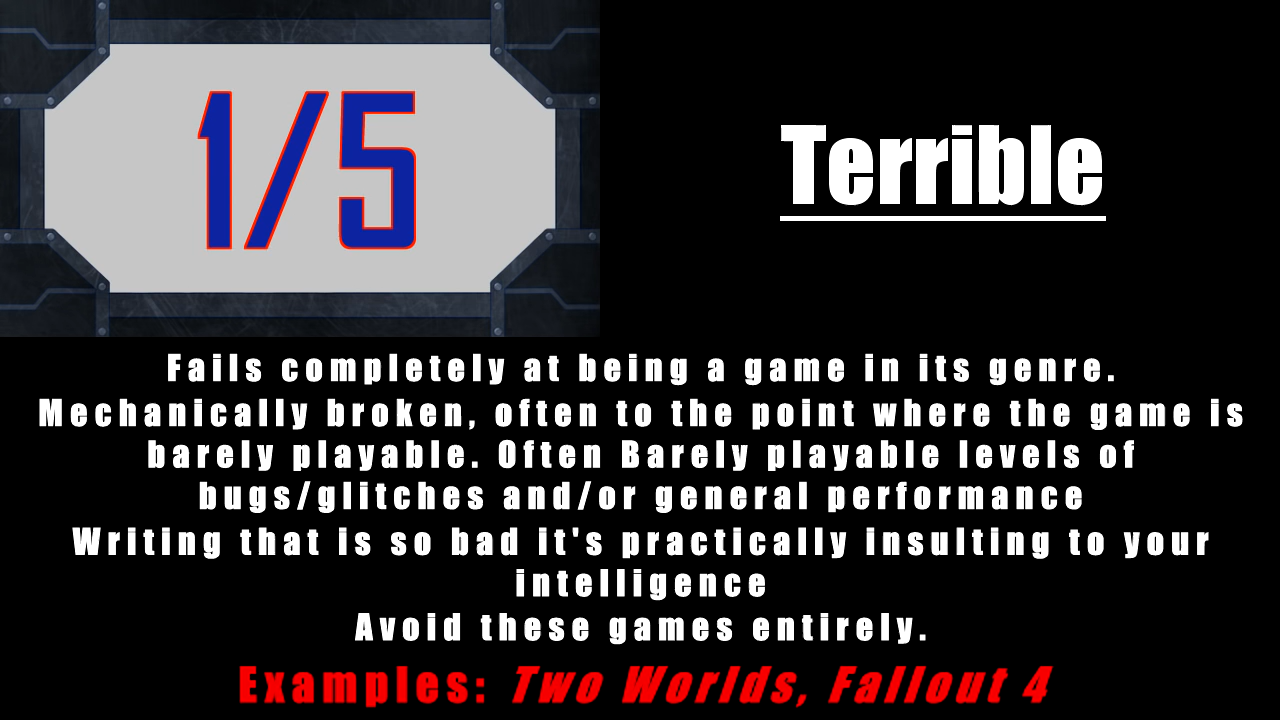 1/5
Terrible
Fails completely at being a game in its genre.
Mechanically broken, often to the point where the game is
barely playable. Often Barely playable levels of
bugs/glitches and/or general performance
Writing that is so bad it's practically insulting to your
intelligence
Avoid these games entirely.
Examples: Two Worlds, Fallout 4